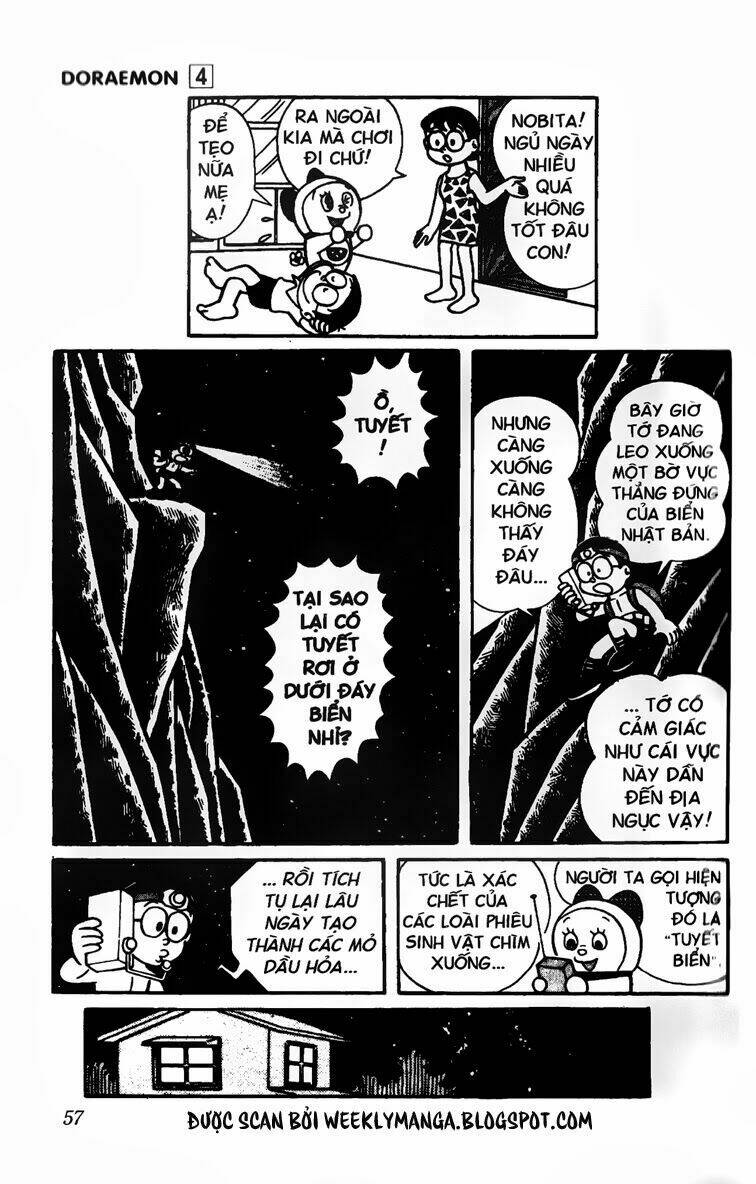 DORAEMON 4
NOBITA!
NGỦ NGÀY
NHIỀU
QUÁ
KHÔNG
TỐT ĐÂU
CON!
RA NGOÀI
KIA MÀ CHƠI
ĐI CHỨ!
ĐỂ
TẸO
NỮA
MẸ
Ạ!
BÂY GIỜ
TỚ ĐANG
LEO XUỐNG
MỘT BỜ VỰC
THẲNG ĐỨNG
CỦA BIỂN
NHẬT BẢN.
NHƯNG
CÀNG
XUỐNG
CÀNG
KHÔNG
THẤY
ĐÁY
ĐÂU...
... TỚ CÓ
CẢM GIÁC
NHƯ CÁI VỰC
NÀY DẪN
ĐẾN ĐỊA
NGỤC VẬY!
Ồ,
TUYẾT
!
TẠI SAO
LẠI CÓ
TUYẾT
RƠI Ở
DƯỚI ĐÁY
BIỂN
NHỈ?
NGƯỜI TA GỌI HIỆN
TƯỢNG
ĐÓ LÀ
"TUYẾT
BIỂN".
TỨC LÀ XÁC
CHẾT CỦA
CÁC LOÀI PHIÊU
SINH VẬT CHÌM
XUỐNG...
... RỒI TÍCH
TỤ LẠI LÂU
NGÀY TẠO
THÀNH CÁC MỎ
DẦU HỎA...
57
ĐƯỢC SCAN BỞI WEEKLYMANGA.BLOGSPOT.COM